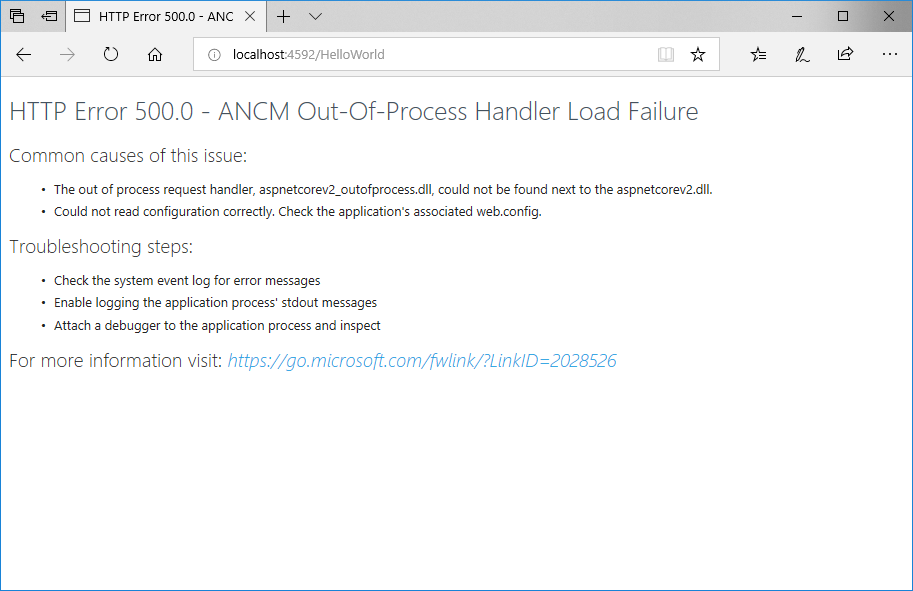 HTTP Error 500.0 - ANC
localhost:4592/HelloWorld
HTTP Error 500.0 - ANCM Out-Of-Process Handler Load Failure
Common causes of this issue:
• The out of process request handler, aspnetcorev2_outofprocess.dll, could not be found next to the aspnetcorev2.dll.
• Could not read configuration correctly. Check the application's associated web.config.
Troubleshooting steps:
• Check the system event log for error messages
• Enable logging the application process' stdout messages
• Attach a debugger to the application process and inspect
For more information visit: https://go.microsoft.com/fwlink/?LinkID=2028526